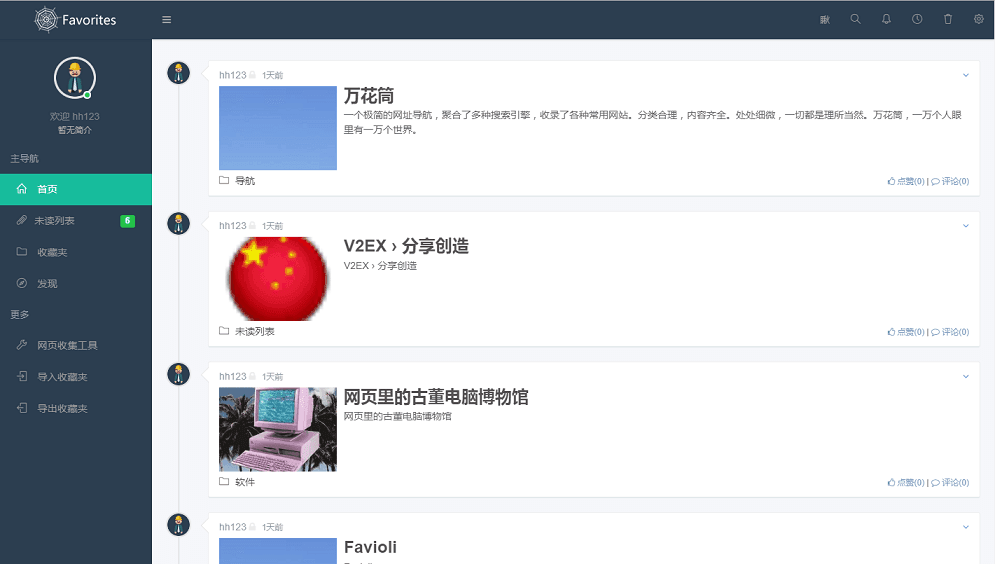 Favorites
欢迎 hh123
暂无简介
主导航
首页
未读列表 6
收藏夹
发现
更多
网页收集工具
导入收藏夹
导出收藏夹
hh123 1天前
万花筒
一个极简的网址导航，聚合了多种搜索引擎，收录了各种常用网站。分类合理，内容齐全。处处细微，一切都是理所当然。万花筒，一万个人眼
里有一万个世界。
导航
点赞(0) | 评论(0)
hh123 1天前
V2EX › 分享创造
V2EX › 分享创造
未读列表
点赞(0) | 评论(0)
hh123 1天前
网页里的古董电脑博物馆
网页里的古董电脑博物馆
软件
点赞(0) | 评论(0)
hh123 1天前
Favioli